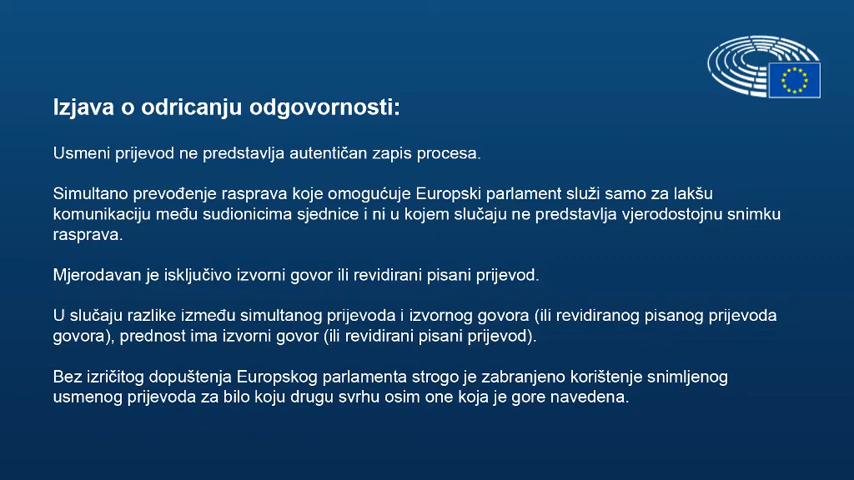 Izjava o odricanju odgovornosti:
Usmeni prijevod ne predstavlja autentičan zapis procesa.
Simultano prevođenje rasprava koje omogućuje Europski parlament služi samo za lakšu
komunikaciju među sudionicima sjednice i ni u kojem slučaju ne predstavlja vjerodostojnu snimku
rasprava.
Mjerodavan je isključivo izvorni govor ili revidirani pisani prijevod.
U slučaju razlike između simultanog prijevoda i izvornog govora (ili revidiranog pisanog prijevoda
govora), prednost ima izvorni govor (ili revidirani pisani prijevod).
Bez izričitog dopuštenja Europskog parlamenta strogo je zabranjeno korištenje snimljenog
usmenog prijevoda za bilo koju drugu svrhu osim one koja je gore navedena.